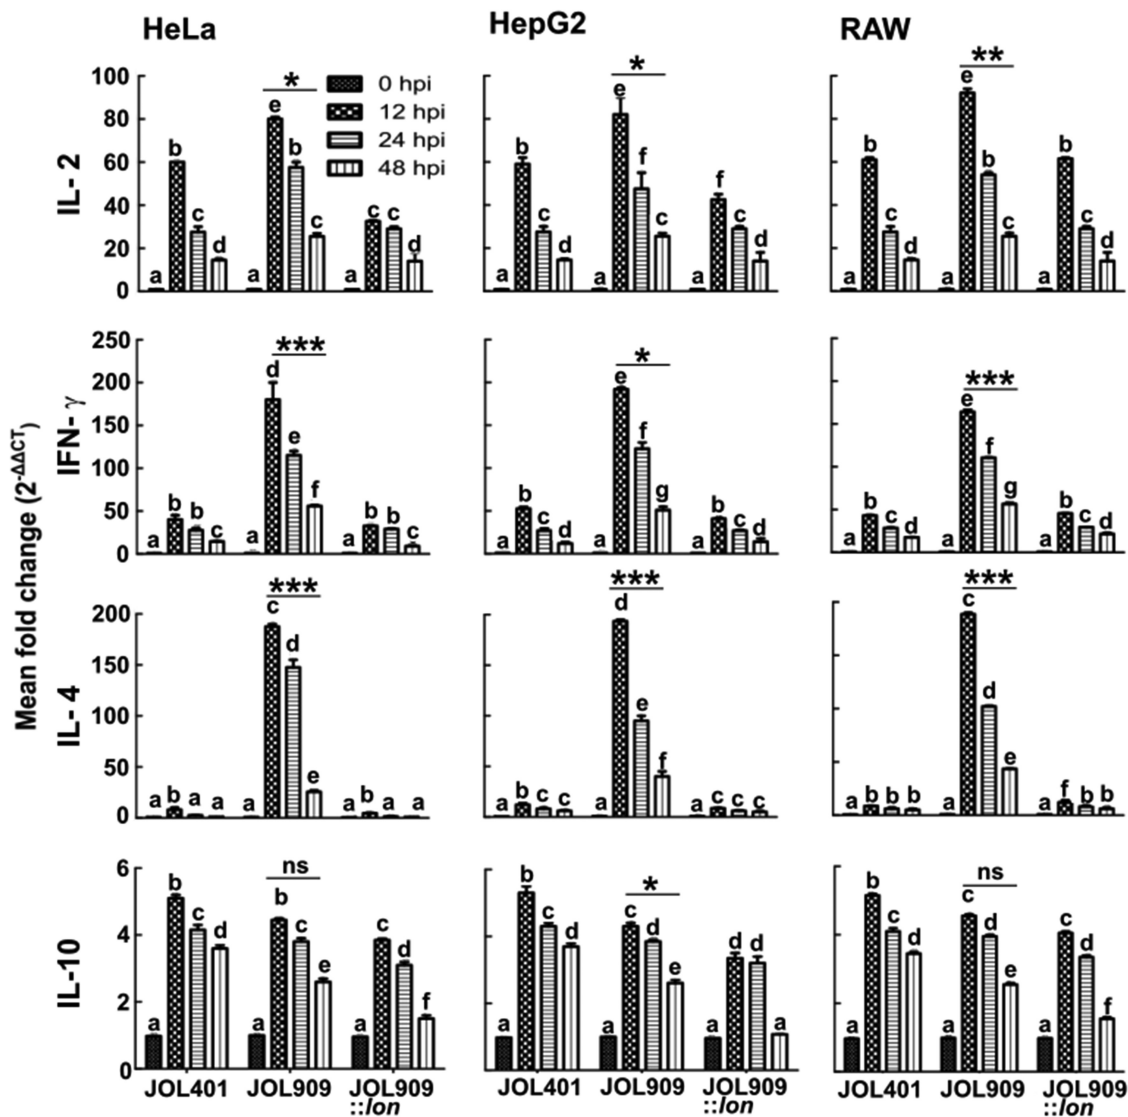 HeLa HepG2 RAW
* * **
0 hpi
12 hpi
24 hpi
48 hpi
IL- 2
100
80
60
40
20
0
a b c d a e b c a c c d
a b c d a e f c a f c d
a b c d a e b c a b c d
*** * ***
IFN- γ
250
200
150
100
50
0
a b b c a d e f a b b c
a b c d a e f g a b c d
a b c d a e f g a b c d
Mean fold change (2-ΔΔCT)
*** *** ***
IL- 4
200
150
100
50
0
a b a a a c d e a b a a
a b c c a d e f a c c c
a b b b a c d e a f b b
ns * ns
IL-10
6
4
2
0
a b c d a b c e a c d f
a b c d a c d e a d d a
a b c d a c d e a c d f
JOL401 JOL909 JOL909
::lon
JOL401 JOL909 JOL909
::lon
JOL401 JOL909 JOL909
::lon